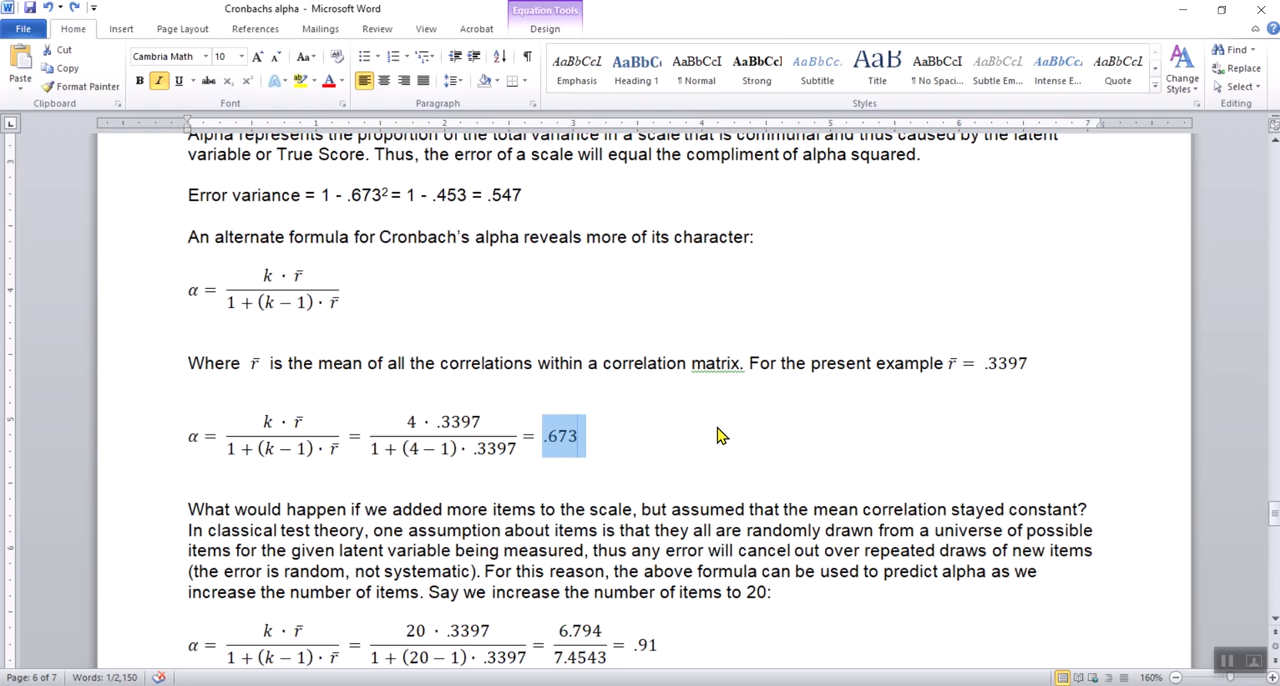 Cronbachs alpha - Microsoft Word
Equation Tools
File Home Insert Page Layout References Mailings Review View Acrobat Design
Cut
Copy
Format Painter
Paste
Clipboard
Cambria Math 10
Font
Paragraph
AaBbCcI AaBbCc AaBbCcI AaBbCc AaBbCc AaB AaBbCcI AaBbCcI AaBbCcI AaBbCcI
Emphasis Heading 1 ¶ Normal Strong Subtitle Title ¶ No Spaci... Subtle Em... Intense E... Quote
Styles
Change Styles
Find
Replace
Select
Editing
Alpha represents the proportion of the total variance in a scale that is communal and thus caused by the latent
variable or True Score. Thus, the error of a scale will equal the compliment of alpha squared.
Error variance = 1 - .673² = 1 - .453 = .547
An alternate formula for Cronbach's alpha reveals more of its character:
α = k · r̄ / 1 + (k − 1) · r̄
Where r̄ is the mean of all the correlations within a correlation matrix. For the present example r̄ = .3397
α = k · r̄ / 1 + (k − 1) · r̄ = 4 · .3397 / 1 + (4 − 1) · .3397 = .673
What would happen if we added more items to the scale, but assumed that the mean correlation stayed constant?
In classical test theory, one assumption about items is that they all are randomly drawn from a universe of possible
items for the given latent variable being measured, thus any error will cancel out over repeated draws of new items
(the error is random, not systematic). For this reason, the above formula can be used to predict alpha as we
increase the number of items. Say we increase the number of items to 20:
α = k · r̄ / 1 + (k − 1) · r̄ = 20 · .3397 / 1 + (20 − 1) · .3397 = 6.794 / 7.4543 = .91
Page: 6 of 7 Words: 1/2,150 160%